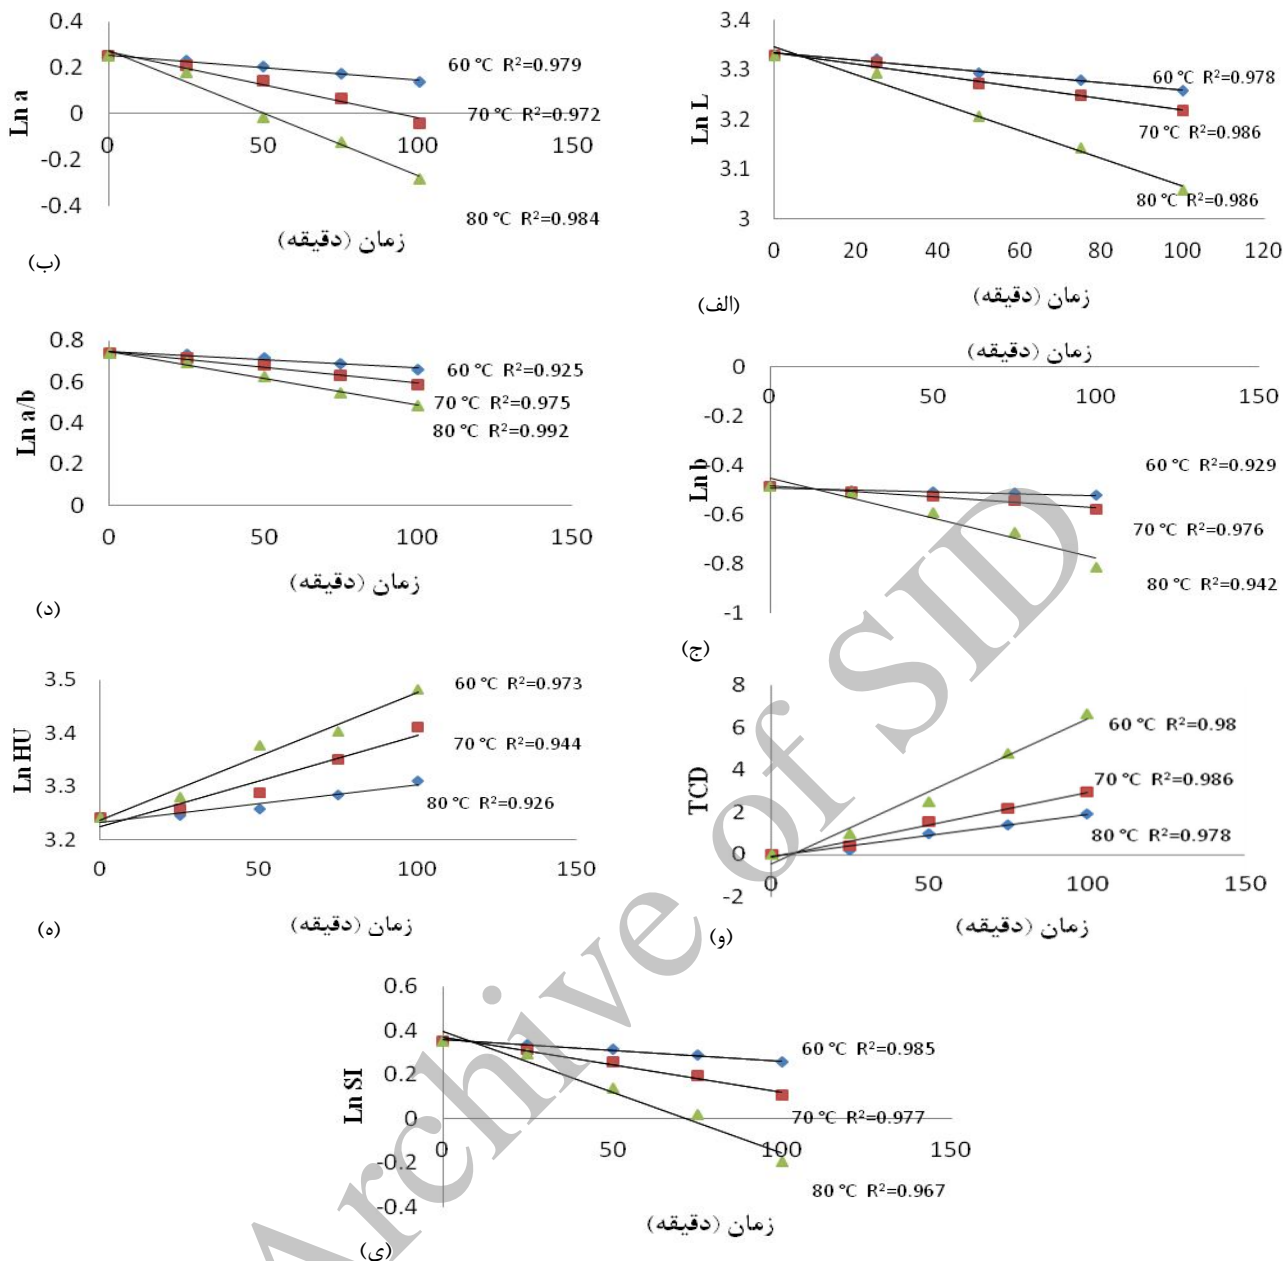 0.4
0.2
0
-0.2
-0.4
0
50
100
150
Ln a
60 °C R²=0.979
70 °C R²=0.972
80 °C R²=0.984
زمان (دقیقه)
(ب)
3.4
3.3
3.2
3.1
3
0
20
40
60
80
100
120
Ln L
60 °C R²=0.978
70 °C R²=0.986
80 °C R²=0.986
زمان (دقیقه)
(الف)
0.8
0.6
0.4
0.2
0
0
50
100
150
Ln a/b
60 °C R²=0.925
70 °C R²=0.975
80 °C R²=0.992
زمان (دقیقه)
(د)
زمان (دقیقه)
0
-0.2
-0.4
-0.6
-0.8
-1
0
50
100
150
Ln b
60 °C R²=0.929
70 °C R²=0.976
80 °C R²=0.942
(ج)
3.5
3.4
3.3
3.2
0
50
100
150
Ln HU
60 °C R²=0.973
70 °C R²=0.944
80 °C R²=0.926
زمان (دقیقه)
(ه)
8
6
4
2
0
-2
0
50
100
150
TCD
60 °C R²=0.98
70 °C R²=0.986
80 °C R²=0.978
زمان (دقیقه)
(و)
0.6
0.4
0.2
0
-0.2
-0.4
0
50
100
150
Ln SI
60 °C R²=0.985
70 °C R²=0.977
80 °C R²=0.967
زمان (دقیقه)
(ی)
Archive of SID